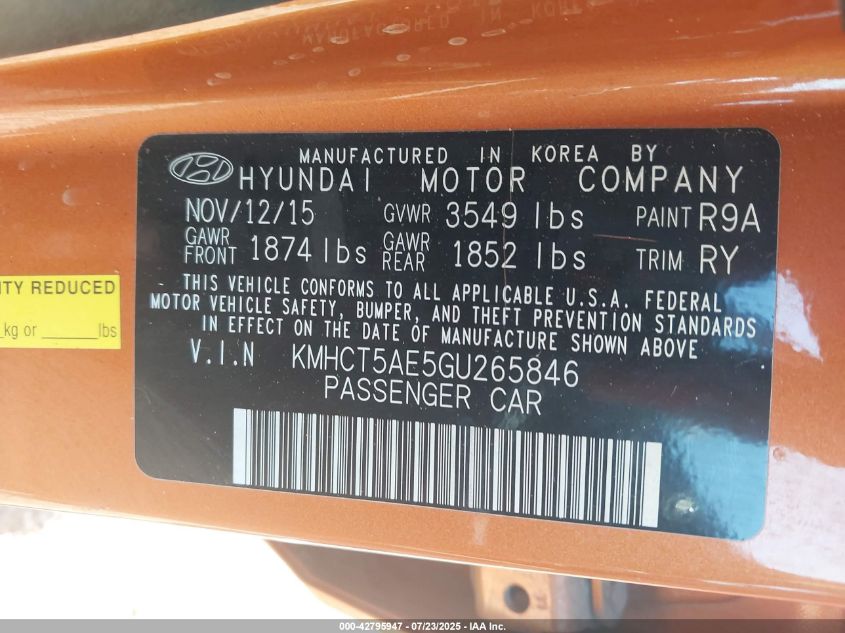 MANUFACTURED IN KOREA BY
HYUNDAI MOTOR COMPANY
NOV/12/15 GVWR 3549 lbs PAINT R9A
GAWR FRONT 1874 lbs GAWR REAR 1852 lbs TRIM RY
THIS VEHICLE CONFORMS TO ALL APPLICABLE U.S.A. FEDERAL
MOTOR VEHICLE SAFETY, BUMPER, AND THEFT PREVENTION STANDARDS
IN EFFECT ON THE DATE OF MANUFACTURE SHOWN ABOVE
V.I.N KMHCT5AE5GU265846
PASSENGER CAR
ITY REDUCED
kg or ______lbs
000-42795947 - 07/23/2025 - IAA Inc.